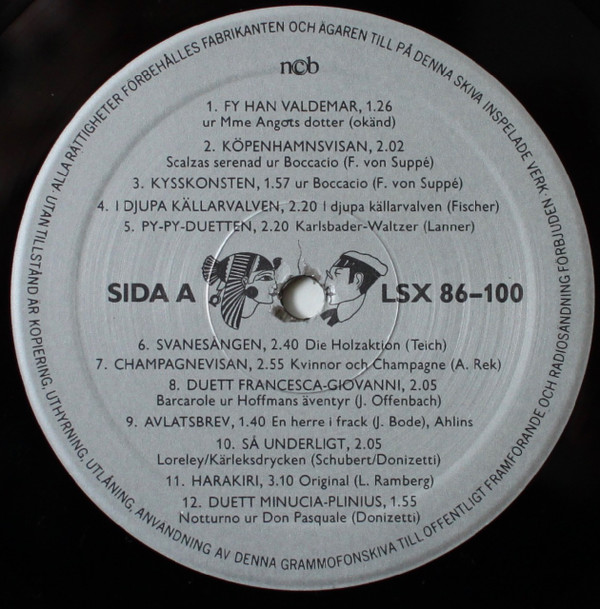 UTAN TILLSTÅND ÄR KOPIERING, UTHYRNING, UTLÅNING, ANVÄNDNING AV DENNA GRAMMOFONSKIVA TILL OFFENTLIGT FRAMFÖRANDE OCH RADIOSÄNDNING FÖRBJUDEN · ALLA RÄTTIGHETER FÖRBEHÅLLES FABRIKANTEN OCH ÄGAREN TILL PÅ DENNA SKIVA INSPELADE VERK ·
ncb
1. FY HAN VALDEMAR, 1.26
ur Mme Angots dotter (okänd)
2. KÖPENHAMNSVISAN, 2.02
Scalzas serenad ur Boccacio (F. von Suppé)
3. KYSSKONSTEN, 1.57 ur Boccacio (F. von Suppé)
4. I DJUPA KÄLLARVALVEN, 2.20 I djupa källarvalven (Fischer)
5. PY-PY-DUETTEN, 2.20 Karlsbader-Waltzer (Lanner)
SIDA A LSX 86–100
6. SVANESÅNGEN, 2.40 Die Holzaktion (Teich)
7. CHAMPAGNEVISAN, 2.55 Kvinnor och Champagne (A. Rek)
8. DUETT FRANCESCA-GIOVANNI, 2.05
Barcarole ur Hoffmans äventyr (J. Offenbach)
9. AVLATSBREV, 1.40 En herre i frack (J. Bode), Ahlins
10. SÅ UNDERLIGT, 2.05
Loreley/Kärleksdrycken (Schubert/Donizetti)
11. HARAKIRI, 3.10 Original (L. Ramberg)
12. DUETT MINUCIA-PLINIUS, 1.55
Notturno ur Don Pasquale (Donizetti)